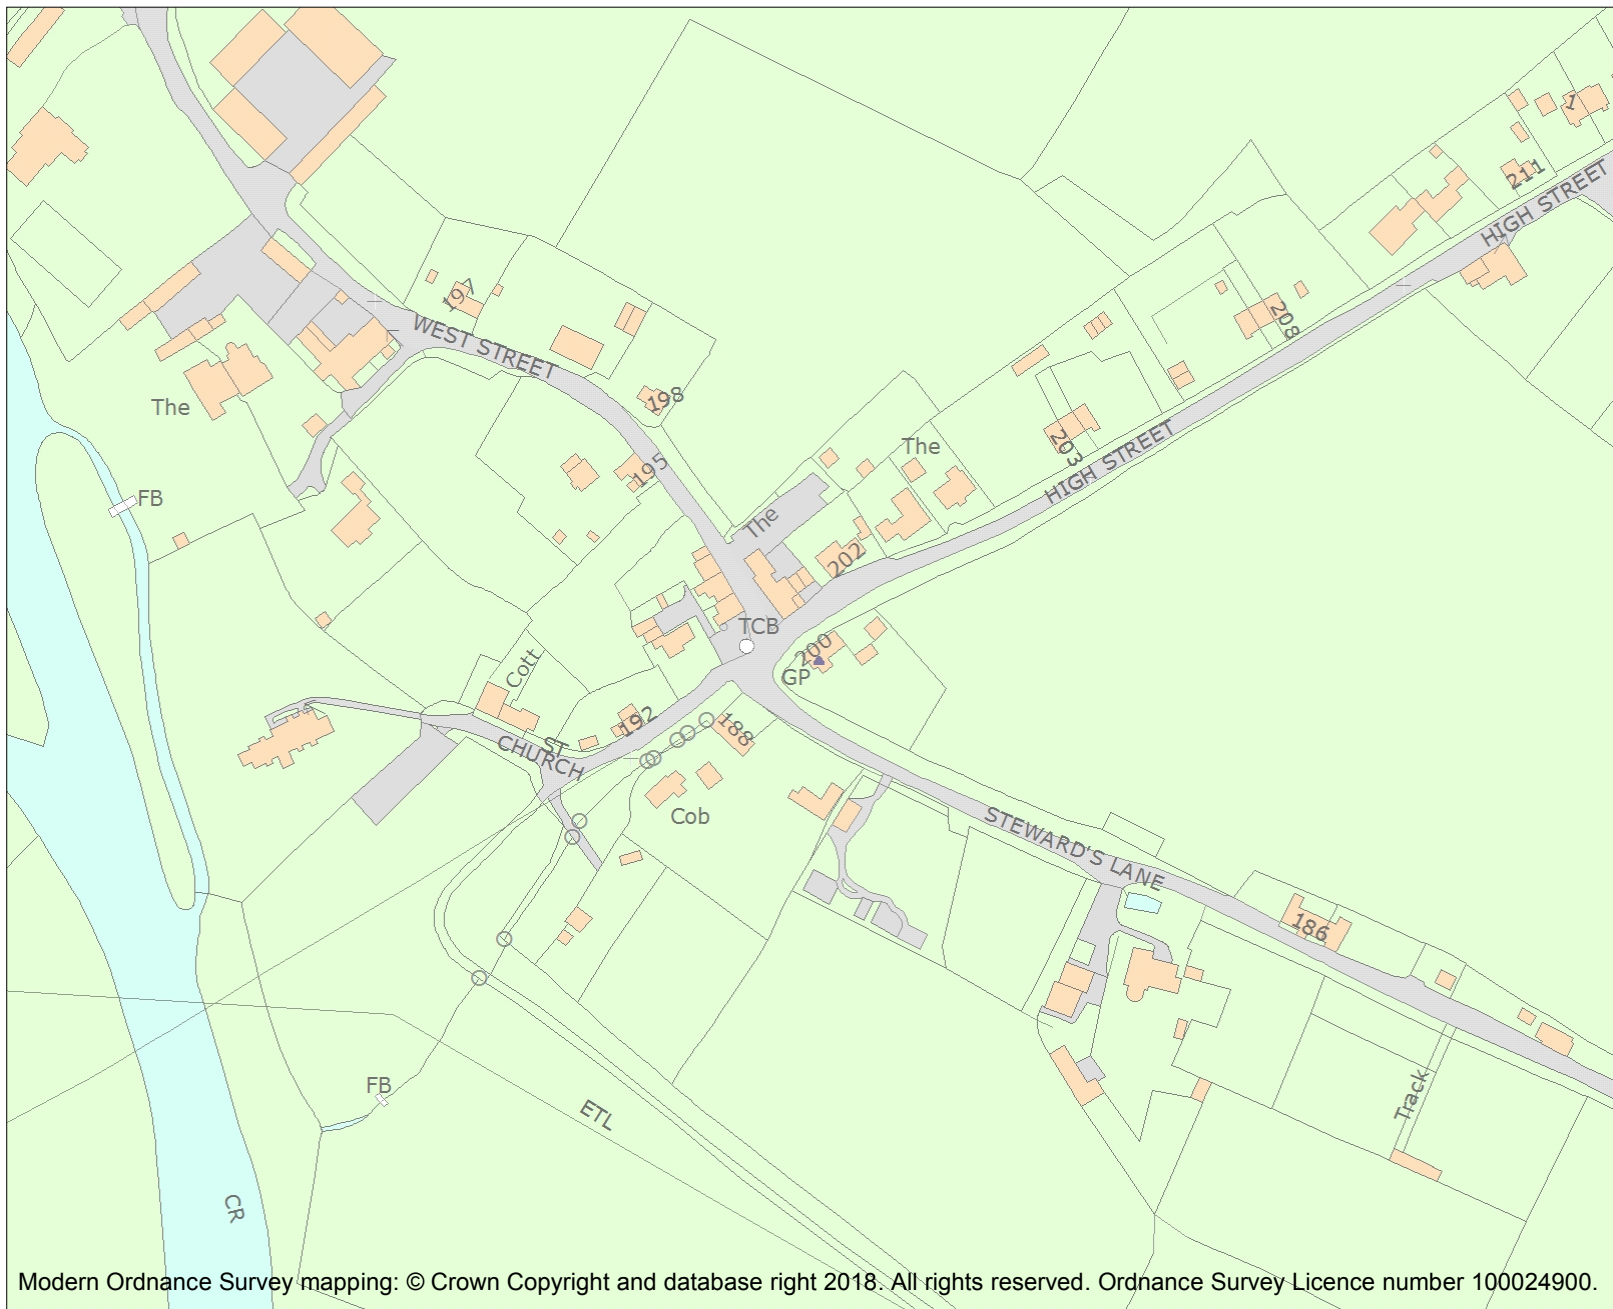 1
211
HIGH STREET
197
WEST STREET
208
198
The
The
203
HIGH STREET
195
FB
The
202
TCB
200
GP
Cott
192
188
CHURCH
ST
Cob
STEWARD'S LANE
186
FB
ETL
Track
CR
Modern Ordnance Survey mapping: © Crown Copyright and database right 2018. All rights reserved. Ordnance Survey Licence number 100024900.